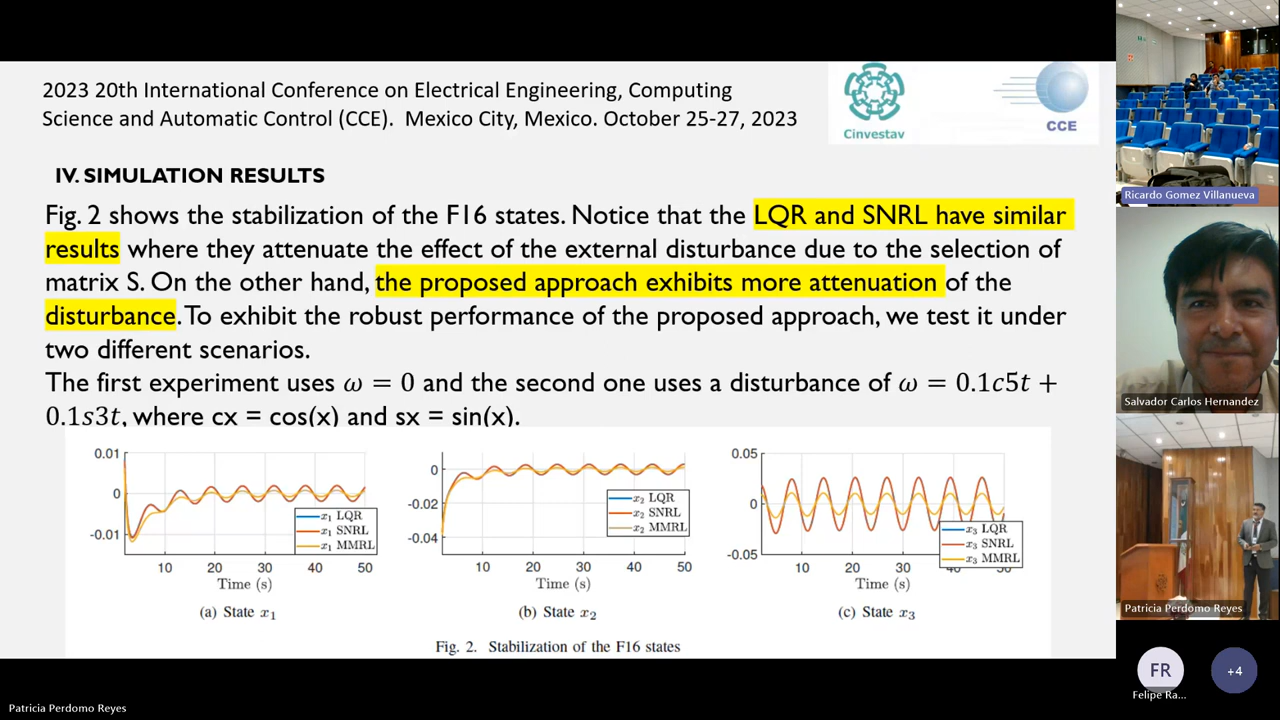 2023 20th International Conference on Electrical Engineering, Computing
Science and Automatic Control (CCE). Mexico City, Mexico. October 25-27, 2023
Cinvestav
CCE
IV. SIMULATION RESULTS
Fig. 2 shows the stabilization of the F16 states. Notice that the LQR and SNRL have similar
results where they attenuate the effect of the external disturbance due to the selection of
matrix S. On the other hand, the proposed approach exhibits more attenuation of the
disturbance. To exhibit the robust performance of the proposed approach, we test it under
two different scenarios.
The first experiment uses ω = 0 and the second one uses a disturbance of ω = 0.1c5t +
0.1s3t, where cx = cos(x) and sx = sin(x).
0.01
0
-0.01
x₁ LQR
x₁ SNRL
x₁ MMRL
10 20 30 40 50
Time (s)
(a) State x₁
0
-0.02
-0.04
x₂ LQR
x₂ SNRL
x₂ MMRL
10 20 30 40 50
Time (s)
(b) State x₂
0.05
0
-0.05
x₃ LQR
x₃ SNRL
x₃ MMRL
10 20 30 40 50
Time (s)
(c) State x₃
Fig. 2. Stabilization of the F16 states
Ricardo Gomez Villanueva
Salvador Carlos Hernandez
Patricia Perdomo Reyes
FR
+4
Felipe Ra...
Patricia Perdomo Reyes